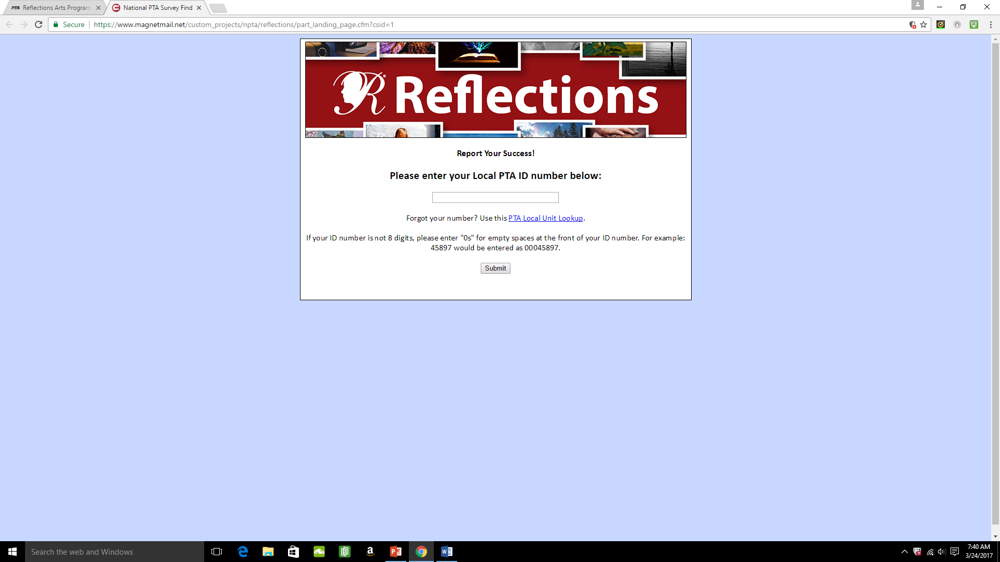 PTA Reflections Arts Program
National PTA Survey Find
Secure https://www.magnetmail.net/custom_projects/npta/reflections/part_landing_page.cfm?csid=1
R Reflections
Report Your Success!
Please enter your Local PTA ID number below:
Forgot your number? Use this PTA Local Unit Lookup.
If your ID number is not 8 digits, please enter "0s" for empty spaces at the front of your ID number. For example:
45897 would be entered as 00045897.
Submit
Search the web and Windows
7:40 AM
3/24/2017